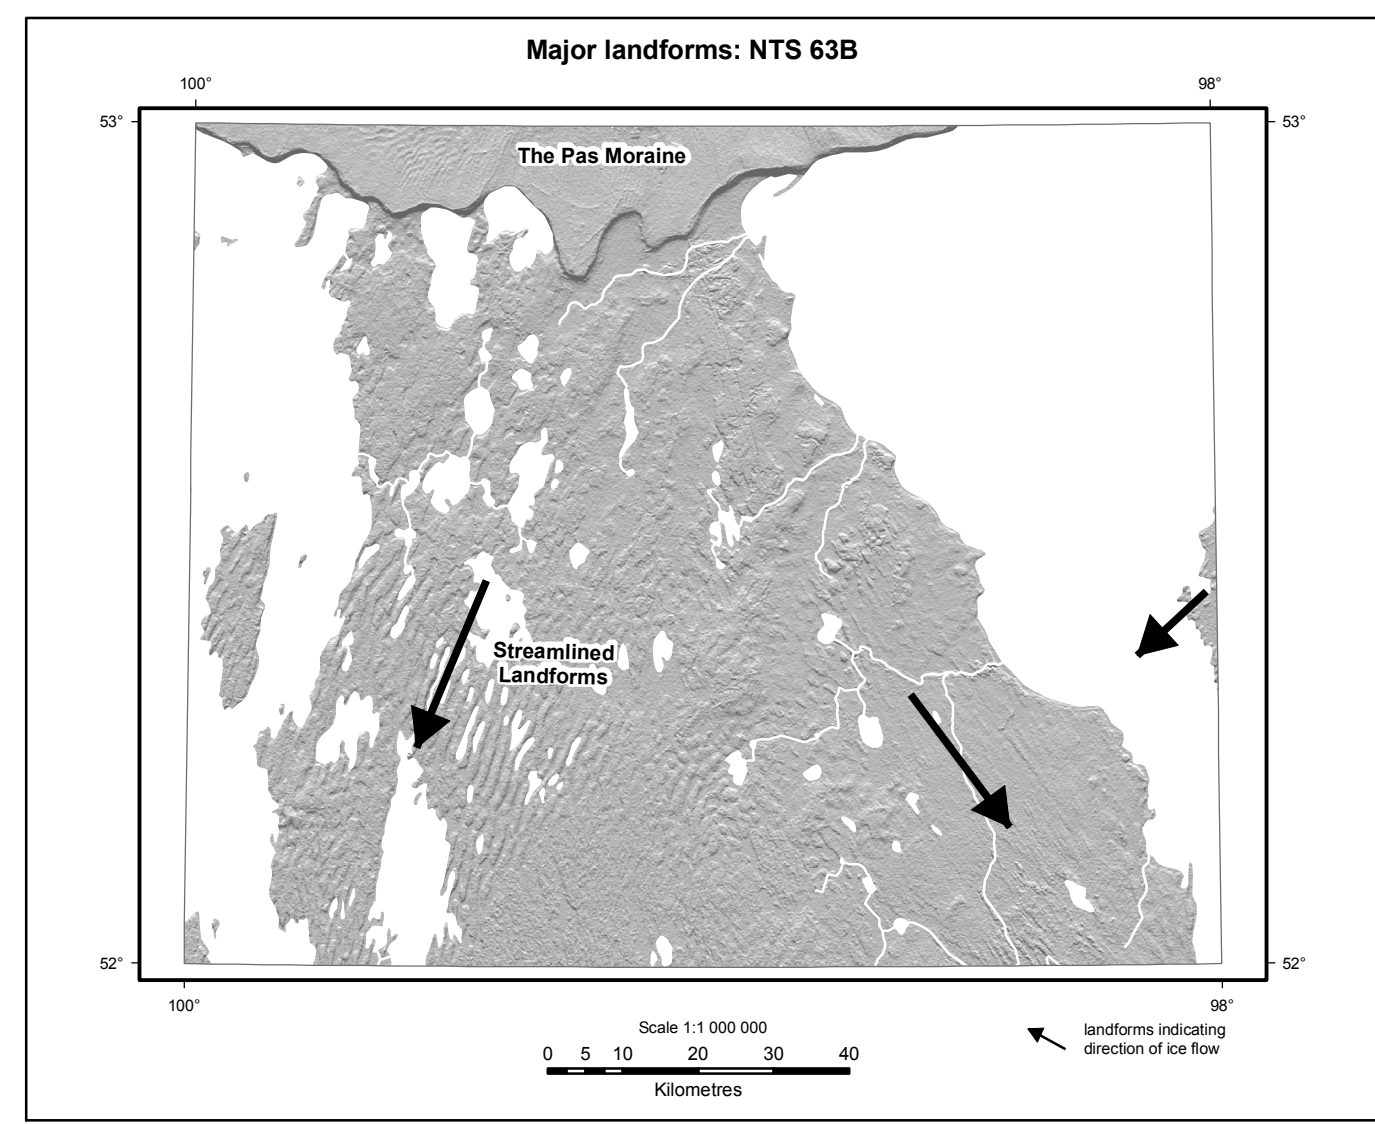 Major landforms: NTS 63B
100°
98°
53°
53°
The Pas Moraine
Streamlined
Landforms
52°
52°
100°
98°
Scale 1:1 000 000
0 5 10 20 30 40
Kilometres
landforms indicating
direction of ice flow